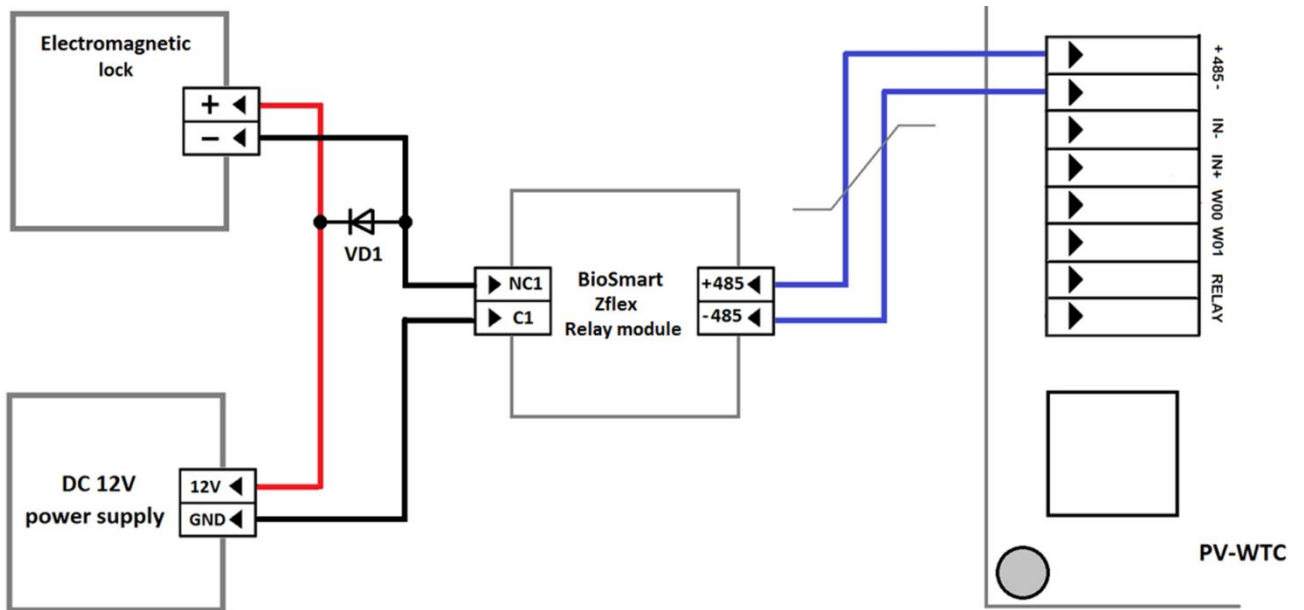 Electromagnetic
lock
+
−
VD1
NC1
C1
BioSmart
Zflex
Relay module
+485
-485
DC 12V
power supply
12V
GND
+ 485 -
IN-
IN+
W00 W01
RELAY
PV-WTC